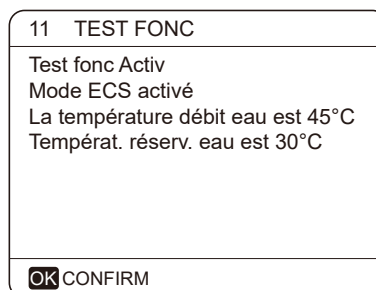 11 TEST FONC
Test fonc Activ
Mode ECS activé
La température débit eau est 45°C
Températ. réserv. eau est 30°C
OK CONFIRM